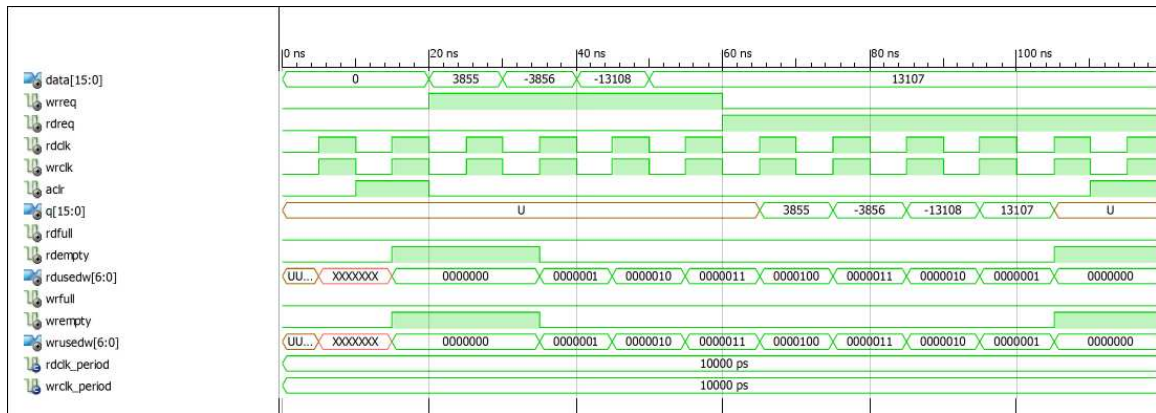 0 ns 20 ns 40 ns 60 ns 80 ns 100 ns
data[15:0] 0 3855 -3856 -13108 13107
wrreq
rdreq
rdclk
wrclk
aclr
q[15:0] U 3855 -3856 -13108 13107 U
rdfull
rdempty
rdusedw[6:0] UU... XXXXXXX 0000000 0000001 0000010 0000011 0000100 0000011 0000010 0000001 0000000
wrfull
wrempty
wrusedw[6:0] UU... XXXXXXX 0000000 0000001 0000010 0000011 0000100 0000011 0000010 0000001 0000000
rdclk_period 10000 ps
wrclk_period 10000 ps